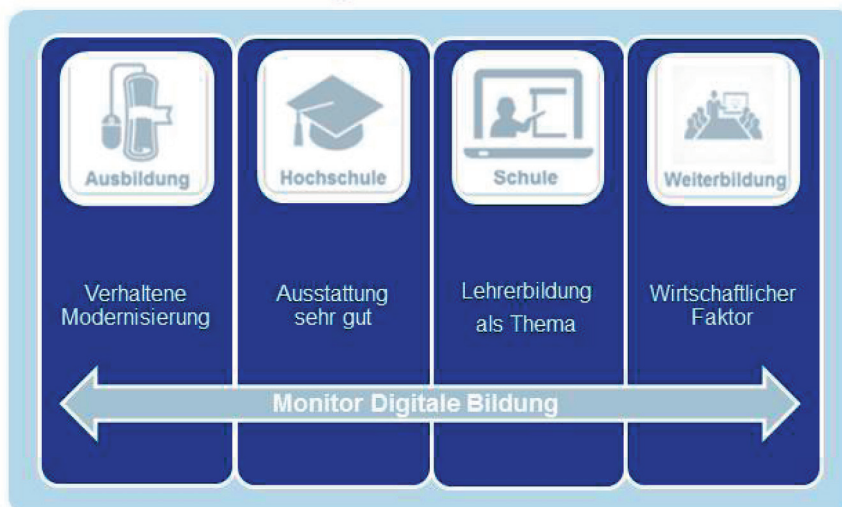 Ausbildung
Hochschule
Schule
Weiterbildung
Verhaltene
Modernisierung
Ausstattung
sehr gut
Lehrerbildung
als Thema
Wirtschaftlicher
Faktor
Monitor Digitale Bildung